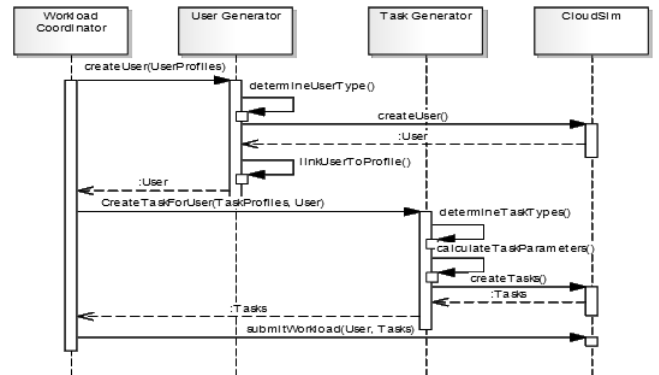 Workload
Coordinator
User Generator
Task Generator
CloudSim
createUser(UserProfiles)
determineUserType()
createUser()
:User
linkUserToProfile()
:User
CreateTaskForUser(TaskProfiles, User)
determineTaskTypes()
calculateTaskParameters()
createTasks()
:Tasks
:Tasks
submitWorkload(User, Tasks)